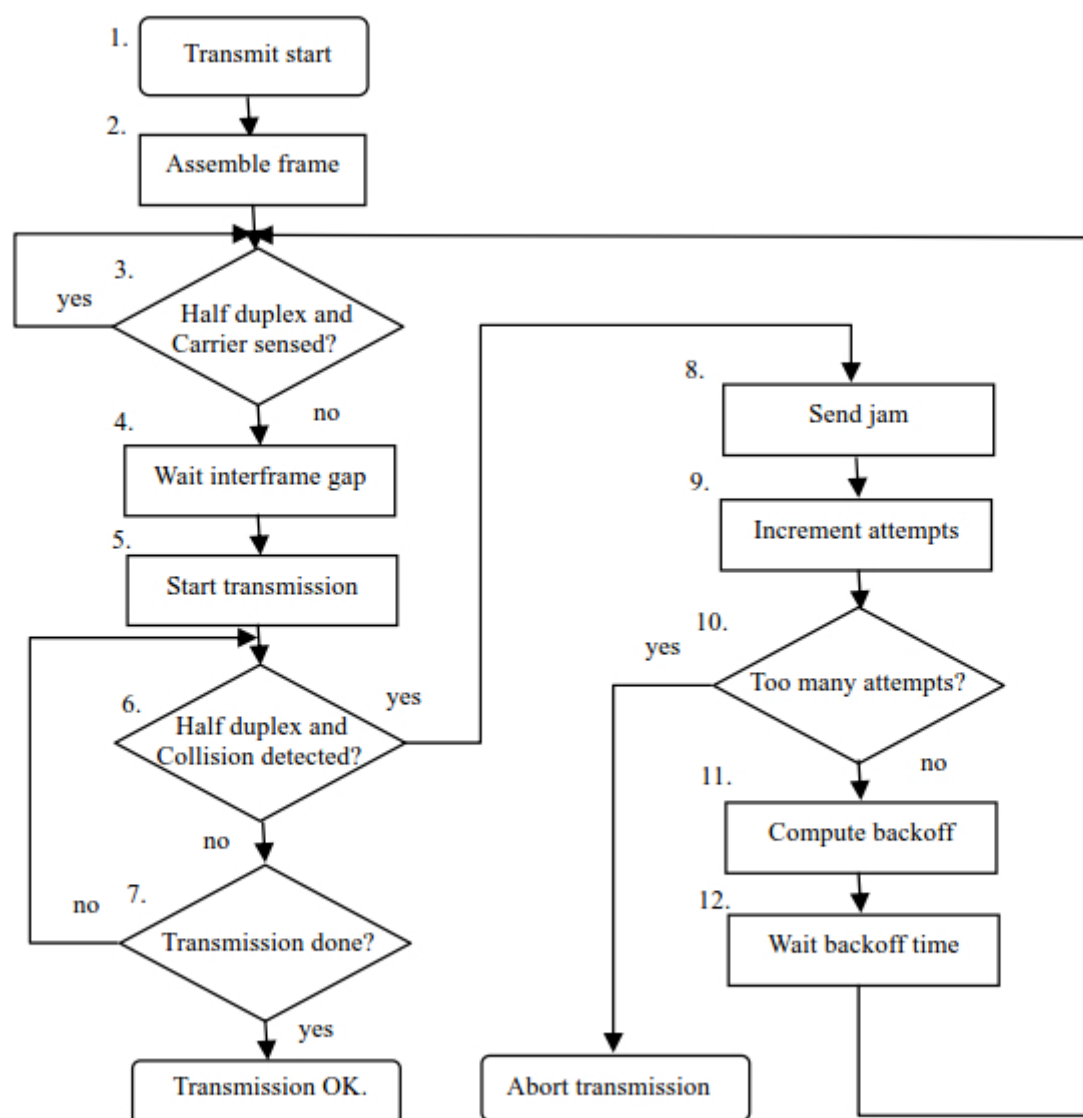 1.
Transmit start
2.
Assemble frame
3.
yes
Half duplex and
Carrier sensed?
no
4.
Wait interframe gap
5.
Start transmission
6.
yes
Half duplex and
Collision detected?
no
7.
no
Transmission done?
yes
Transmission OK.
8.
Send jam
9.
Increment attempts
10.
yes
Too many attempts?
no
11.
Compute backoff
12.
Wait backoff time
Abort transmission